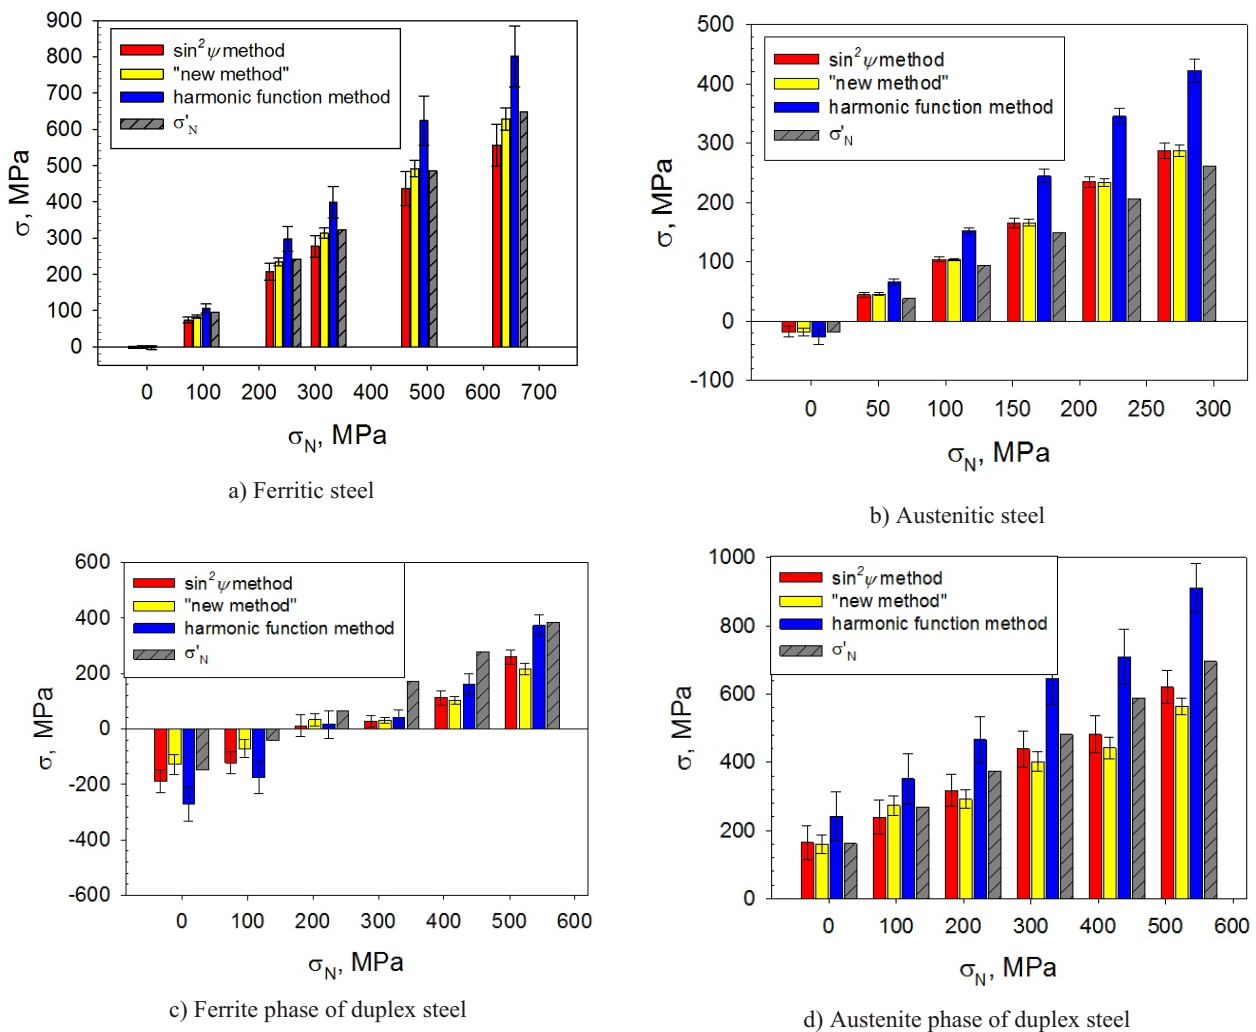 900
800
700
600
500
400
300
200
100
0
σ, MPa
sin²ψ method
"new method"
harmonic function method
σ'N
0 100 200 300 400 500 600 700
σN, MPa
a) Ferritic steel
500
400
300
200
100
0
-100
σ, MPa
sin²ψ method
"new method"
harmonic function method
σ'N
0 50 100 150 200 250 300
σN, MPa
b) Austenitic steel
600
400
200
0
-200
-400
-600
σ, MPa
sin²ψ method
"new method"
harmonic function method
σ'N
0 100 200 300 400 500 600
σN, MPa
c) Ferrite phase of duplex steel
1000
800
600
400
200
0
σ, MPa
sin²ψ method
"new method"
harmonic function method
σ'N
0 100 200 300 400 500 600
σN, MPa
d) Austenite phase of duplex steel